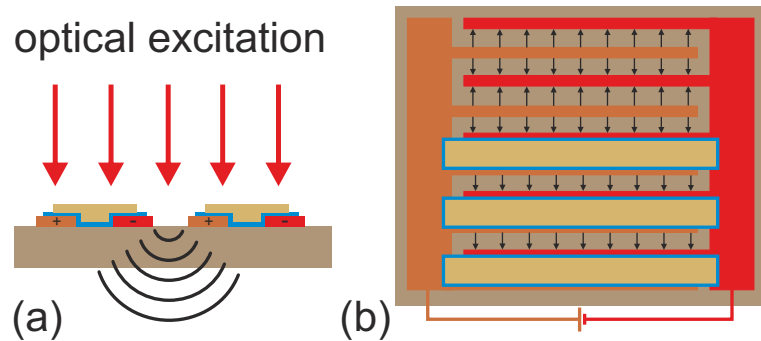 optical excitation
+ - + -
(a) (b)